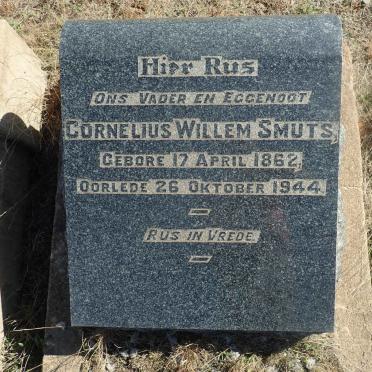 Hier Rus
Ons Vader en Eggenoot
Cornelius Willem Smuts,
Gebore 17 April 1862,
Oorlede 26 Oktober 1944.
Rus in Vrede.